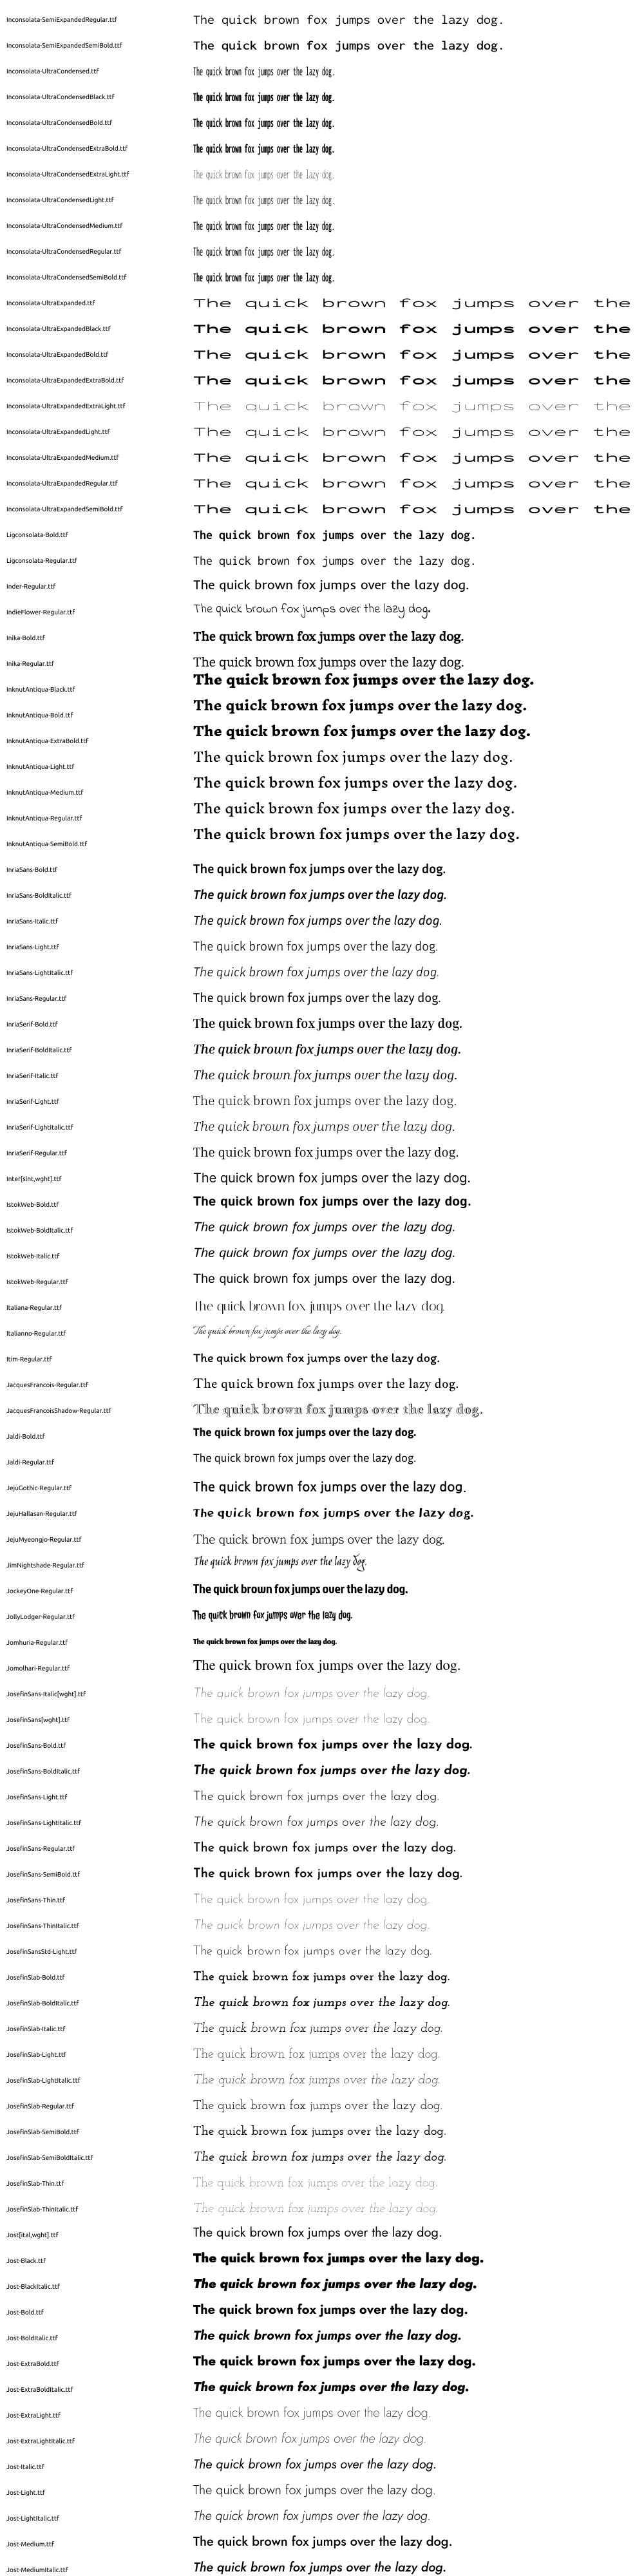 Inconsolata-SemiExpandedRegular.ttf The quick brown fox jumps over the lazy dog.
Inconsolata-SemiExpandedSemiBold.ttf The quick brown fox jumps over the lazy dog.
Inconsolata-UltraCondensed.ttf The quick brown fox jumps over the lazy dog.
Inconsolata-UltraCondensedBlack.ttf The quick brown fox jumps over the lazy dog.
Inconsolata-UltraCondensedBold.ttf The quick brown fox jumps over the lazy dog.
Inconsolata-UltraCondensedExtraBold.ttf The quick brown fox jumps over the lazy dog.
Inconsolata-UltraCondensedExtraLight.ttf The quick brown fox jumps over the lazy dog.
Inconsolata-UltraCondensedLight.ttf The quick brown fox jumps over the lazy dog.
Inconsolata-UltraCondensedMedium.ttf The quick brown fox jumps over the lazy dog.
Inconsolata-UltraCondensedRegular.ttf The quick brown fox jumps over the lazy dog.
Inconsolata-UltraCondensedSemiBold.ttf The quick brown fox jumps over the lazy dog.
Inconsolata-UltraExpanded.ttf The quick brown fox jumps over the
Inconsolata-UltraExpandedBlack.ttf The quick brown fox jumps over the
Inconsolata-UltraExpandedBold.ttf The quick brown fox jumps over the
Inconsolata-UltraExpandedExtraBold.ttf The quick brown fox jumps over the
Inconsolata-UltraExpandedExtraLight.ttf The quick brown fox jumps over the
Inconsolata-UltraExpandedLight.ttf The quick brown fox jumps over the
Inconsolata-UltraExpandedMedium.ttf The quick brown fox jumps over the
Inconsolata-UltraExpandedRegular.ttf The quick brown fox jumps over the
Inconsolata-UltraExpandedSemiBold.ttf The quick brown fox jumps over the
Ligconsolata-Bold.ttf The quick brown fox jumps over the lazy dog.
Ligconsolata-Regular.ttf The quick brown fox jumps over the lazy dog.
Inder-Regular.ttf The quick brown fox jumps over the lazy dog.
IndieFlower-Regular.ttf The quick brown fox jumps over the lazy dog.
Inika-Bold.ttf The quick brown fox jumps over the lazy dog.
Inika-Regular.ttf The quick brown fox jumps over the lazy dog.
InknutAntiqua-Black.ttf The quick brown fox jumps over the lazy dog.
InknutAntiqua-Bold.ttf The quick brown fox jumps over the lazy dog.
InknutAntiqua-ExtraBold.ttf The quick brown fox jumps over the lazy dog.
InknutAntiqua-Light.ttf The quick brown fox jumps over the lazy dog.
InknutAntiqua-Medium.ttf The quick brown fox jumps over the lazy dog.
InknutAntiqua-Regular.ttf The quick brown fox jumps over the lazy dog.
InknutAntiqua-SemiBold.ttf The quick brown fox jumps over the lazy dog.
InriaSans-Bold.ttf The quick brown fox jumps over the lazy dog.
InriaSans-BoldItalic.ttf The quick brown fox jumps over the lazy dog.
InriaSans-Italic.ttf The quick brown fox jumps over the lazy dog.
InriaSans-Light.ttf The quick brown fox jumps over the lazy dog.
InriaSans-LightItalic.ttf The quick brown fox jumps over the lazy dog.
InriaSans-Regular.ttf The quick brown fox jumps over the lazy dog.
InriaSerif-Bold.ttf The quick brown fox jumps over the lazy dog.
InriaSerif-BoldItalic.ttf The quick brown fox jumps over the lazy dog.
InriaSerif-Italic.ttf The quick brown fox jumps over the lazy dog.
InriaSerif-Light.ttf The quick brown fox jumps over the lazy dog.
InriaSerif-LightItalic.ttf The quick brown fox jumps over the lazy dog.
InriaSerif-Regular.ttf The quick brown fox jumps over the lazy dog.
Inter[slnt,wght].ttf The quick brown fox jumps over the lazy dog.
IstokWeb-Bold.ttf The quick brown fox jumps over the lazy dog.
IstokWeb-BoldItalic.ttf The quick brown fox jumps over the lazy dog.
IstokWeb-Italic.ttf The quick brown fox jumps over the lazy dog.
IstokWeb-Regular.ttf The quick brown fox jumps over the lazy dog.
Italiana-Regular.ttf The quick brown fox jumps over the lazy dog.
Italianno-Regular.ttf The quick brown fox jumps over the lazy dog.
Itim-Regular.ttf The quick brown fox jumps over the lazy dog.
JacquesFrancois-Regular.ttf The quick brown fox jumps over the lazy dog.
JacquesFrancoisShadow-Regular.ttf The quick brown fox jumps over the lazy dog.
Jaldi-Bold.ttf The quick brown fox jumps over the lazy dog.
Jaldi-Regular.ttf The quick brown fox jumps over the lazy dog.
JejuGothic-Regular.ttf The quick brown fox jumps over the lazy dog.
JejuHallasan-Regular.ttf The quick brown fox jumps over the lazy dog.
JejuMyeongjo-Regular.ttf The quick brown fox jumps over the lazy dog.
JimNightshade-Regular.ttf The quick brown fox jumps over the lazy dog.
JockeyOne-Regular.ttf The quick brown fox jumps over the lazy dog.
JollyLodger-Regular.ttf The quick brown fox jumps over the lazy dog.
Jomhuria-Regular.ttf The quick brown fox jumps over the lazy dog.
Jomolhari-Regular.ttf The quick brown fox jumps over the lazy dog.
JosefinSans-Italic[wght].ttf The quick brown fox jumps over the lazy dog.
JosefinSans[wght].ttf The quick brown fox jumps over the lazy dog.
JosefinSans-Bold.ttf The quick brown fox jumps over the lazy dog.
JosefinSans-BoldItalic.ttf The quick brown fox jumps over the lazy dog.
JosefinSans-Light.ttf The quick brown fox jumps over the lazy dog.
JosefinSans-LightItalic.ttf The quick brown fox jumps over the lazy dog.
JosefinSans-Regular.ttf The quick brown fox jumps over the lazy dog.
JosefinSans-SemiBold.ttf The quick brown fox jumps over the lazy dog.
JosefinSans-Thin.ttf The quick brown fox jumps over the lazy dog.
JosefinSans-ThinItalic.ttf The quick brown fox jumps over the lazy dog.
JosefinSansStd-Light.ttf The quick brown fox jumps over the lazy dog.
JosefinSlab-Bold.ttf The quick brown fox jumps over the lazy dog.
JosefinSlab-BoldItalic.ttf The quick brown fox jumps over the lazy dog.
JosefinSlab-Italic.ttf The quick brown fox jumps over the lazy dog.
JosefinSlab-Light.ttf The quick brown fox jumps over the lazy dog.
JosefinSlab-LightItalic.ttf The quick brown fox jumps over the lazy dog.
JosefinSlab-Regular.ttf The quick brown fox jumps over the lazy dog.
JosefinSlab-SemiBold.ttf The quick brown fox jumps over the lazy dog.
JosefinSlab-SemiBoldItalic.ttf The quick brown fox jumps over the lazy dog.
JosefinSlab-Thin.ttf The quick brown fox jumps over the lazy dog.
JosefinSlab-ThinItalic.ttf The quick brown fox jumps over the lazy dog.
Jost[ital,wght].ttf The quick brown fox jumps over the lazy dog.
Jost-Black.ttf The quick brown fox jumps over the lazy dog.
Jost-BlackItalic.ttf The quick brown fox jumps over the lazy dog.
Jost-Bold.ttf The quick brown fox jumps over the lazy dog.
Jost-BoldItalic.ttf The quick brown fox jumps over the lazy dog.
Jost-ExtraBold.ttf The quick brown fox jumps over the lazy dog.
Jost-ExtraBoldItalic.ttf The quick brown fox jumps over the lazy dog.
Jost-ExtraLight.ttf The quick brown fox jumps over the lazy dog.
Jost-ExtraLightItalic.ttf The quick brown fox jumps over the lazy dog.
Jost-Italic.ttf The quick brown fox jumps over the lazy dog.
Jost-Light.ttf The quick brown fox jumps over the lazy dog.
Jost-LightItalic.ttf The quick brown fox jumps over the lazy dog.
Jost-Medium.ttf The quick brown fox jumps over the lazy dog.
Jost-MediumItalic.ttf The quick brown fox jumps over the lazy dog.